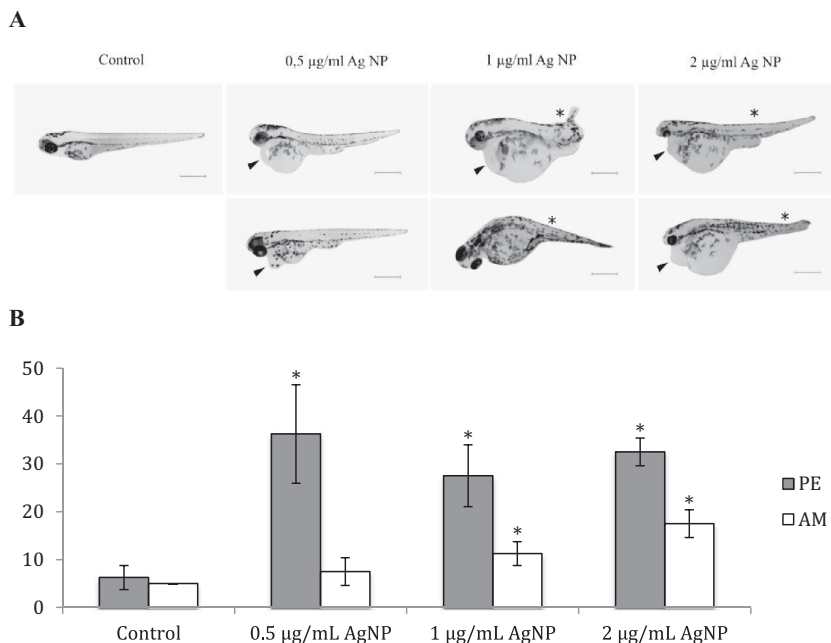 A
Control 0,5 µg/ml Ag NP 1 µg/ml Ag NP 2 µg/ml Ag NP
*
*
*
*
B
50
40
30
20
10
0
*
*
*
*
*
PE
AM
Control 0.5 µg/mL AgNP 1 µg/mL AgNP 2 µg/mL AgNP